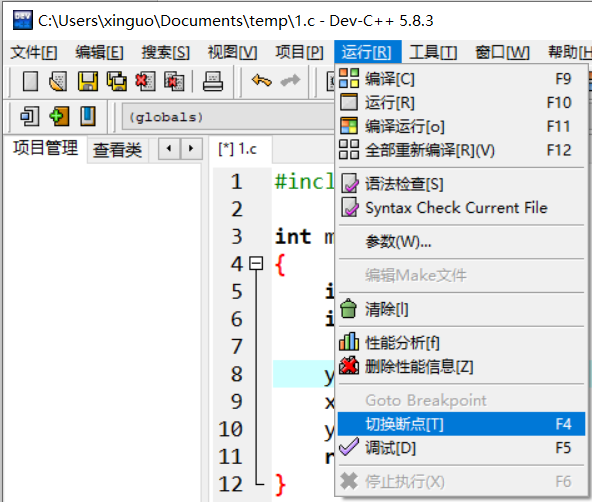 C:\Users\xinguo\Documents\temp\1.c - Dev-C++ 5.8.3
文件[F] 编辑[E] 搜索[S] 视图[V] 项目[P] 运行[R] 工具[T] 窗口[W] 帮助[H
编译[C] F9
运行[R] F10
编译运行[o] F11
全部重新编译[R](V) F12
语法检查[S]
Syntax Check Current File
参数(W)...
编辑Make文件
清除[l]
性能分析[f]
删除性能信息[Z]
Goto Breakpoint
切换断点[T] F4
调试[D] F5
停止执行(X) F6
(globals)
项目管理 查看类 [*] 1.c
1 #incl
2
3 int m
4 {
5 i
6 i
7
8 y
9 x
10 y
11 r
12 }